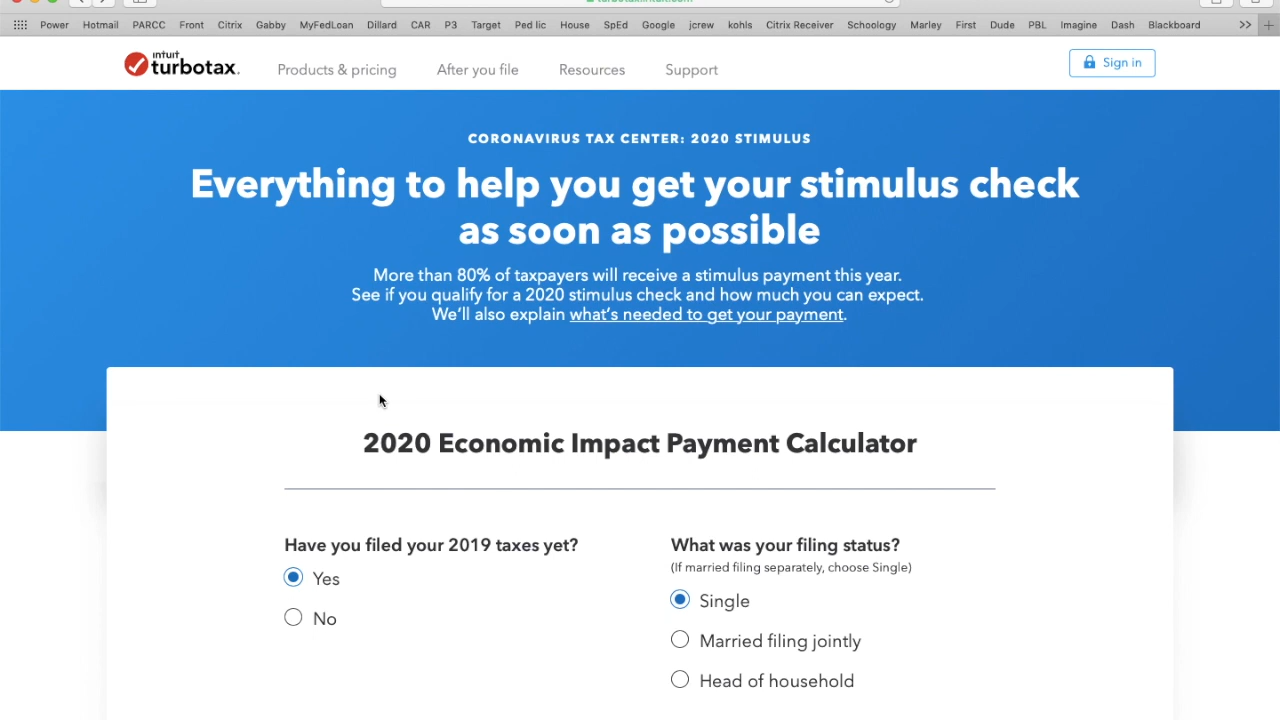 Power Hotmail PARCC Front Citrix Gabby MyFedLoan Dillard CAR P3 Target Ped lic House SpEd Google jcrew kohls Citrix Receiver Schoology Marley First Dude PBL Imagine Dash Blackboard >> +
intuit
turbotax. Products & pricing After you file Resources Support Sign in
CORONAVIRUS TAX CENTER: 2020 STIMULUS
Everything to help you get your stimulus check
as soon as possible
More than 80% of taxpayers will receive a stimulus payment this year.
See if you qualify for a 2020 stimulus check and how much you can expect.
We'll also explain what's needed to get your payment.
2020 Economic Impact Payment Calculator
Have you filed your 2019 taxes yet?
Yes
No
What was your filing status?
(If married filing separately, choose Single)
Single
Married filing jointly
Head of household